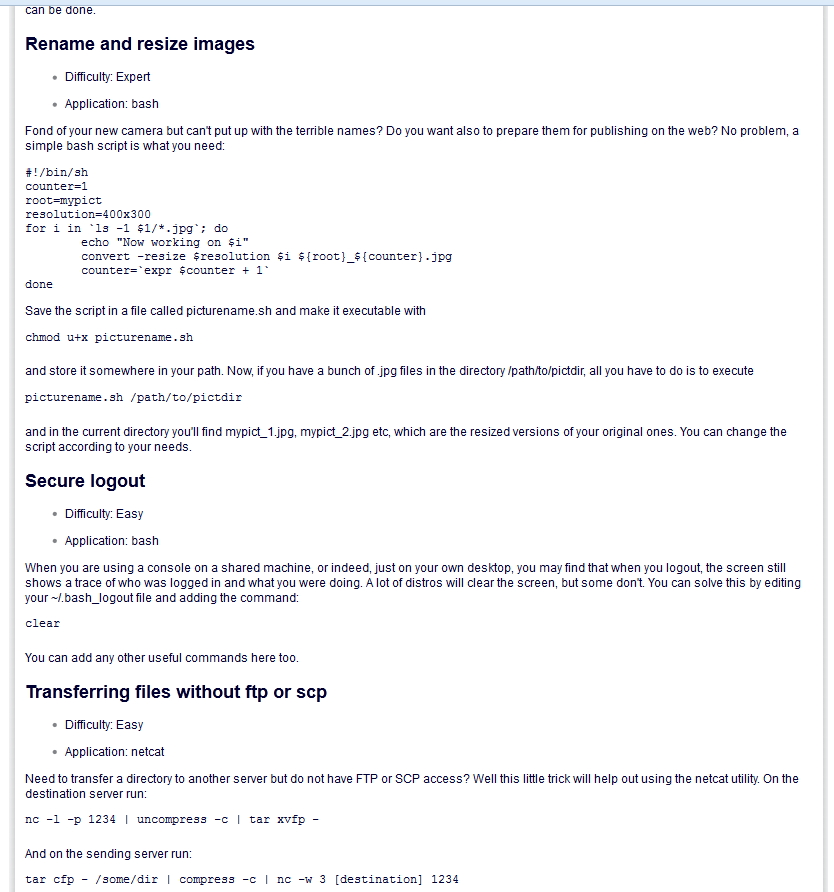 can be done.
Rename and resize images
• Difficulty: Expert
• Application: bash
Fond of your new camera but can't put up with the terrible names? Do you want also to prepare them for publishing on the web? No problem, a
simple bash script is what you need:
#!/bin/sh
counter=1
root=mypict
resolution=400x300
for i in `ls -1 $1/*.jpg`; do
        echo "Now working on $i"
        convert -resize $resolution $i ${root}_${counter}.jpg
        counter=`expr $counter + 1`
done
Save the script in a file called picturename.sh and make it executable with
chmod u+x picturename.sh
and store it somewhere in your path. Now, if you have a bunch of .jpg files in the directory /path/to/pictdir, all you have to do is to execute
picturename.sh /path/to/pictdir
and in the current directory you'll find mypict_1.jpg, mypict_2.jpg etc, which are the resized versions of your original ones. You can change the
script according to your needs.
Secure logout
• Difficulty: Easy
• Application: bash
When you are using a console on a shared machine, or indeed, just on your own desktop, you may find that when you logout, the screen still
shows a trace of who was logged in and what you were doing. A lot of distros will clear the screen, but some don't. You can solve this by editing
your ~/.bash_logout file and adding the command:
clear
You can add any other useful commands here too.
Transferring files without ftp or scp
• Difficulty: Easy
• Application: netcat
Need to transfer a directory to another server but do not have FTP or SCP access? Well this little trick will help out using the netcat utility. On the
destination server run:
nc -l -p 1234 | uncompress -c | tar xvfp -
And on the sending server run:
tar cfp - /some/dir | compress -c | nc -w 3 [destination] 1234